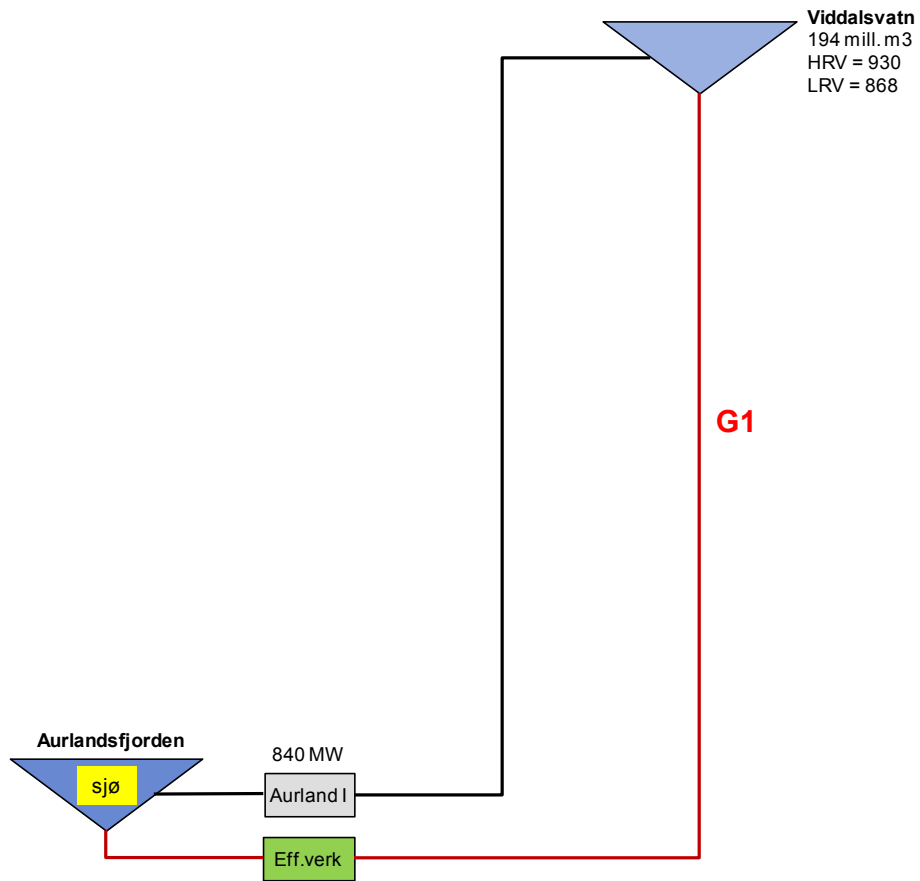 Viddalsvatn
194 mill. m3
HRV = 930
LRV = 868
G1
Aurlandsfjorden
sjø
840 MW
Aurland I
Eff.verk